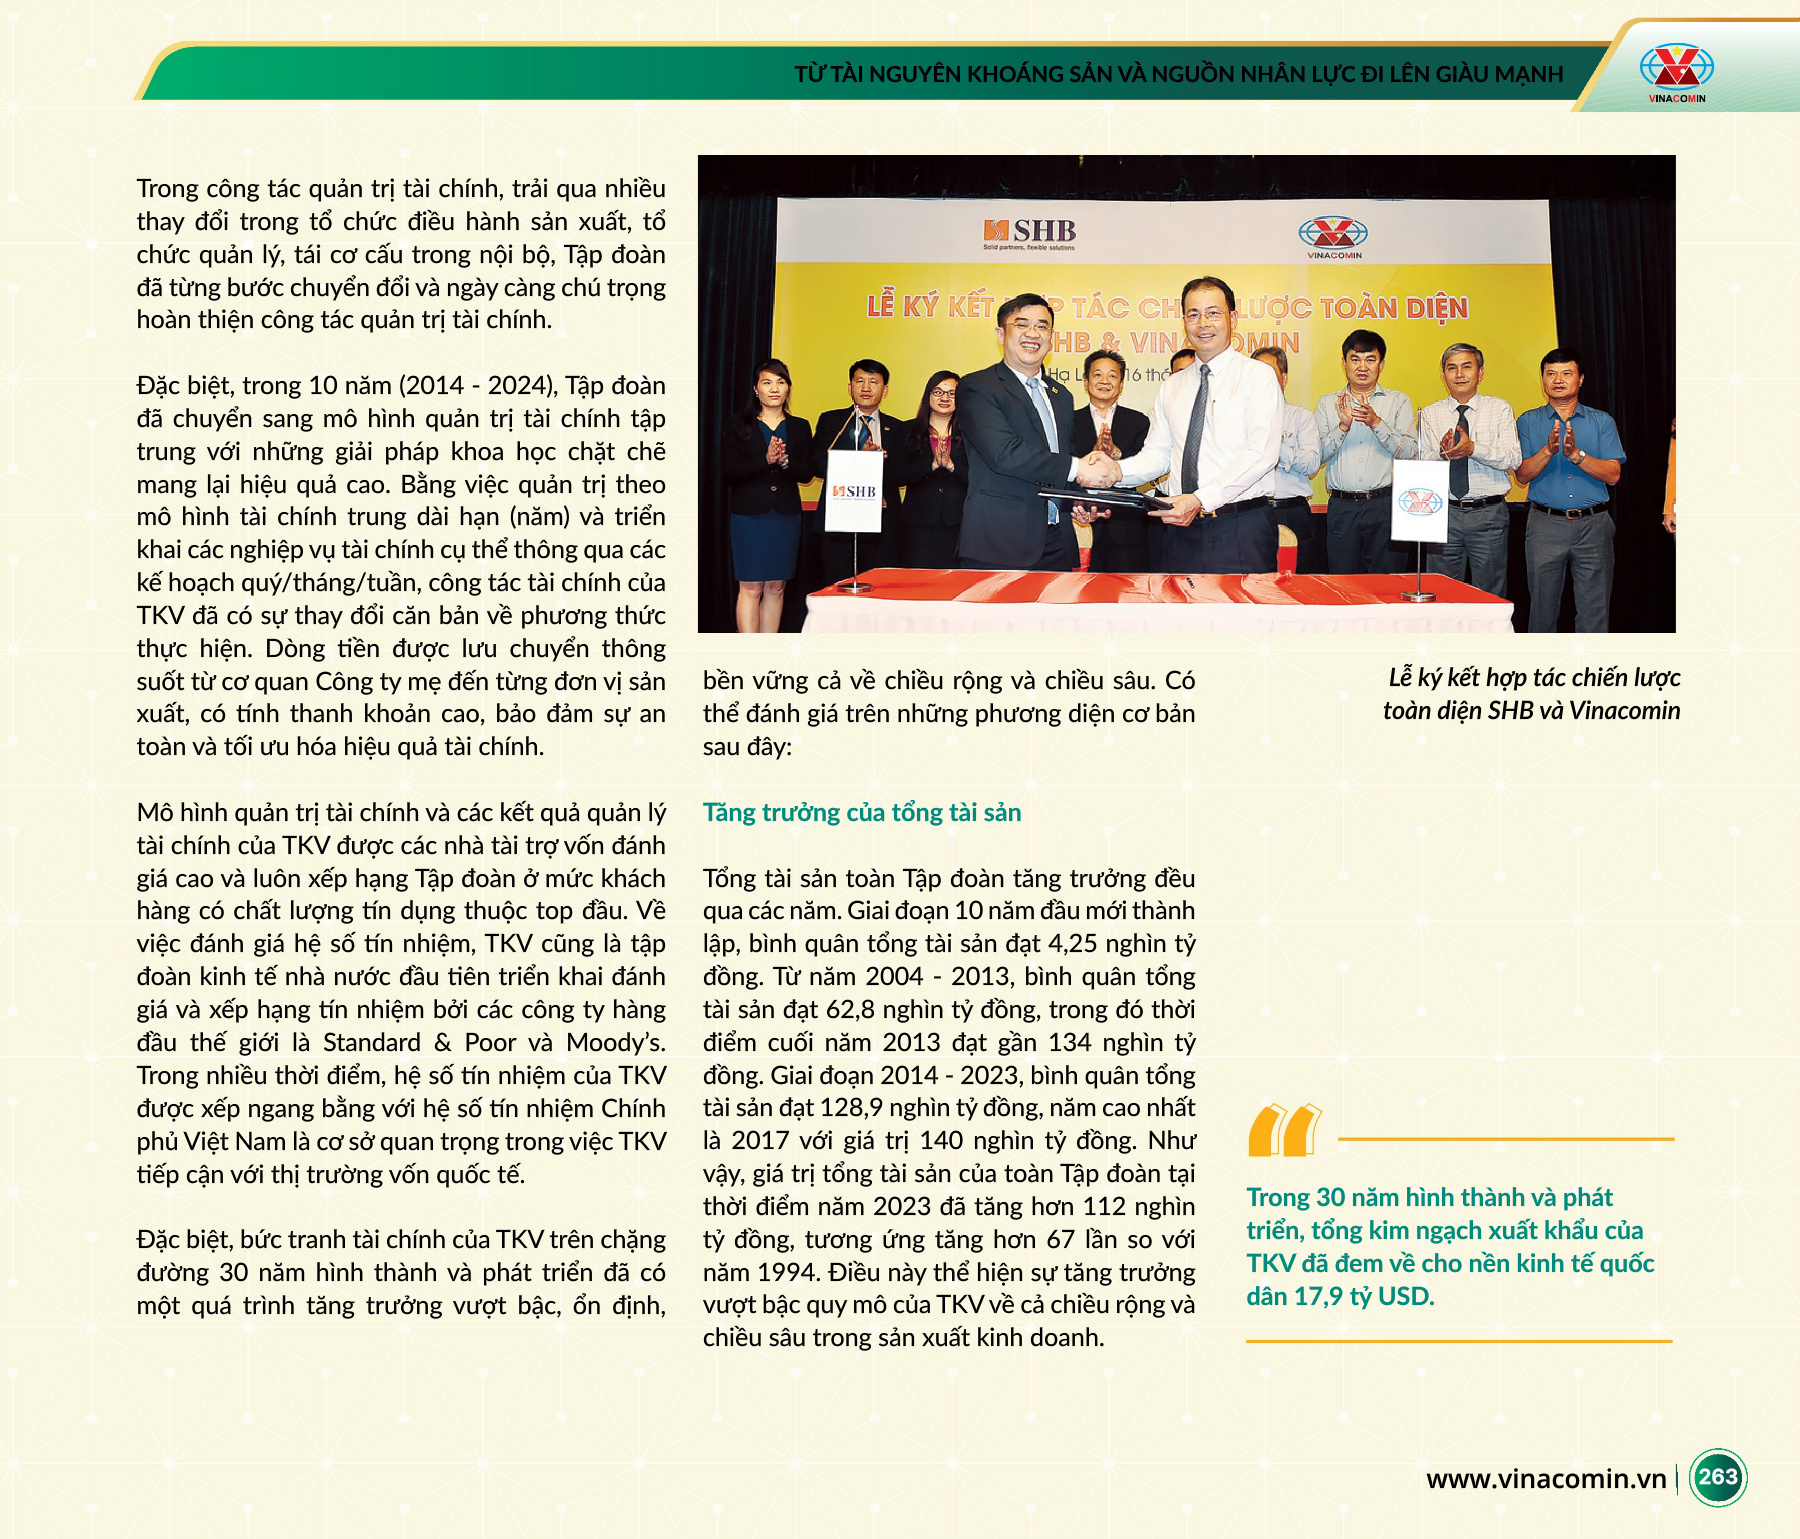 TỪ TÀI NGUYÊN KHOÁNG SẢN VÀ NGUỒN NHÂN LỰC ĐI LÊN GIÀU MẠNH
VINACOMIN
Trong công tác quản trị tài chính, trải qua nhiều
thay đổi trong tổ chức điều hành sản xuất, tổ
chức quản lý, tái cơ cấu trong nội bộ, Tập đoàn
đã từng bước chuyển đổi và ngày càng chú trọng
hoàn thiện công tác quản trị tài chính.
Đặc biệt, trong 10 năm (2014 - 2024), Tập đoàn
đã chuyển sang mô hình quản trị tài chính tập
trung với những giải pháp khoa học chặt chẽ
mang lại hiệu quả cao. Bằng việc quản trị theo
mô hình tài chính trung dài hạn (năm) và triển
khai các nghiệp vụ tài chính cụ thể thông qua các
kế hoạch quý/tháng/tuần, công tác tài chính của
TKV đã có sự thay đổi căn bản về phương thức
thực hiện. Dòng tiền được lưu chuyển thông
suốt từ cơ quan Công ty mẹ đến từng đơn vị sản
xuất, có tính thanh khoản cao, bảo đảm sự an
toàn và tối ưu hóa hiệu quả tài chính.
Mô hình quản trị tài chính và các kết quả quản lý
tài chính của TKV được các nhà tài trợ vốn đánh
giá cao và luôn xếp hạng Tập đoàn ở mức khách
hàng có chất lượng tín dụng thuộc top đầu. Về
việc đánh giá hệ số tín nhiệm, TKV cũng là tập
đoàn kinh tế nhà nước đầu tiên triển khai đánh
giá và xếp hạng tín nhiệm bởi các công ty hàng
đầu thế giới là Standard & Poor và Moody’s.
Trong nhiều thời điểm, hệ số tín nhiệm của TKV
được xếp ngang bằng với hệ số tín nhiệm Chính
phủ Việt Nam là cơ sở quan trọng trong việc TKV
tiếp cận với thị trường vốn quốc tế.
Đặc biệt, bức tranh tài chính của TKV trên chặng
đường 30 năm hình thành và phát triển đã có
một quá trình tăng trưởng vượt bậc, ổn định,
SHB
Solid partners, flexible solutions
VINACOMIN
LỄ KÝ KẾT HỢP TÁC CHIẾN LƯỢC TOÀN DIỆN
SHB & VINACOMIN
Hạ L 16 thá
SHB
Lễ ký kết hợp tác chiến lược
toàn diện SHB và Vinacomin
bền vững cả về chiều rộng và chiều sâu. Có
thể đánh giá trên những phương diện cơ bản
sau đây:
Tăng trưởng của tổng tài sản
Tổng tài sản toàn Tập đoàn tăng trưởng đều
qua các năm. Giai đoạn 10 năm đầu mới thành
lập, bình quân tổng tài sản đạt 4,25 nghìn tỷ
đồng. Từ năm 2004 - 2013, bình quân tổng
tài sản đạt 62,8 nghìn tỷ đồng, trong đó thời
điểm cuối năm 2013 đạt gần 134 nghìn tỷ
đồng. Giai đoạn 2014 - 2023, bình quân tổng
tài sản đạt 128,9 nghìn tỷ đồng, năm cao nhất
là 2017 với giá trị 140 nghìn tỷ đồng. Như
vậy, giá trị tổng tài sản của toàn Tập đoàn tại
thời điểm năm 2023 đã tăng hơn 112 nghìn
tỷ đồng, tương ứng tăng hơn 67 lần so với
năm 1994. Điều này thể hiện sự tăng trưởng
vượt bậc quy mô của TKV về cả chiều rộng và
chiều sâu trong sản xuất kinh doanh.
Trong 30 năm hình thành và phát
triển, tổng kim ngạch xuất khẩu của
TKV đã đem về cho nền kinh tế quốc
dân 17,9 tỷ USD.
www.vinacomin.vn
263